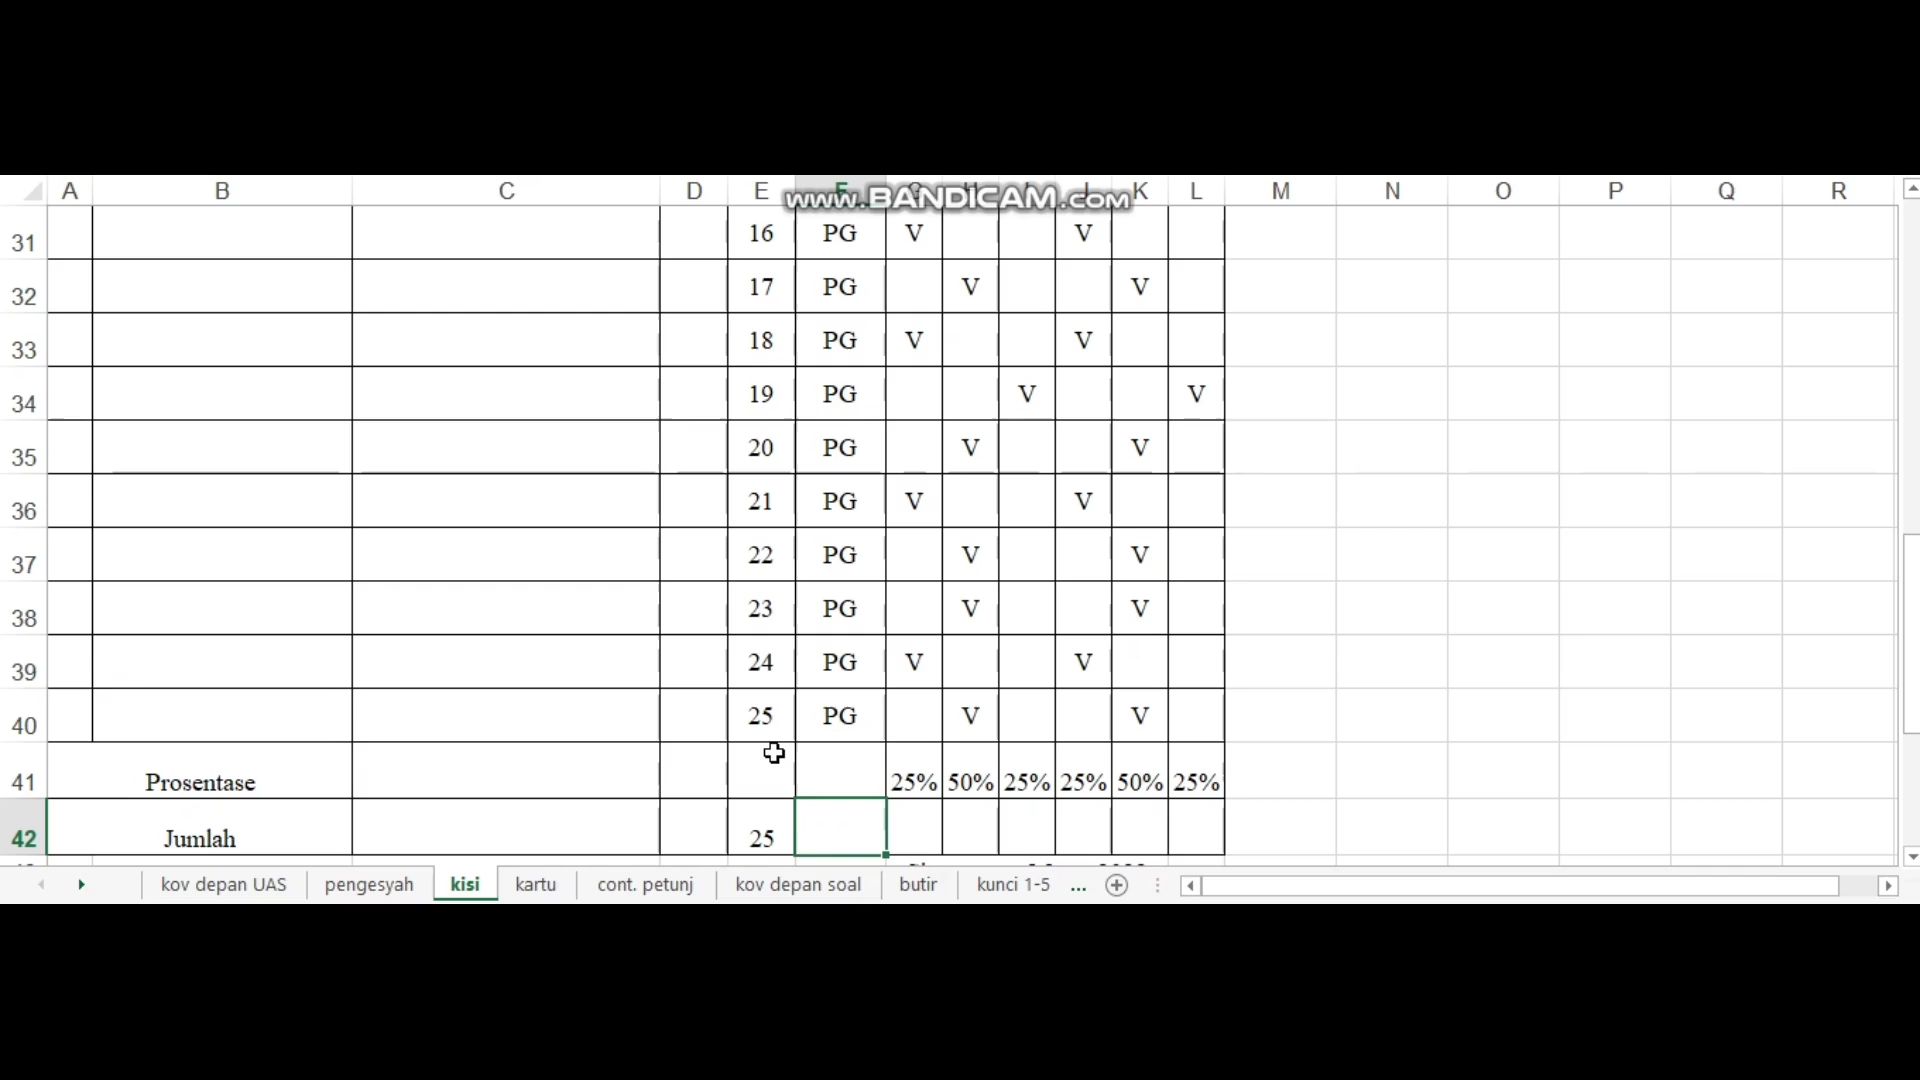 www.BANDICAM.com
A B C D E F G H J K L M N O P Q R
31 16 PG V V
32 17 PG V V
33 18 PG V V
34 19 PG V V
35 20 PG V V
36 21 PG V V
37 22 PG V V
38 23 PG V V
39 24 PG V V
40 25 PG V V
41 Prosentase 25% 50% 25% 25% 50% 25%
42 Jumlah 25
kov depan UAS pengesyah kisi kartu cont. petunj kov depan soal butir kunci 1-5 ...